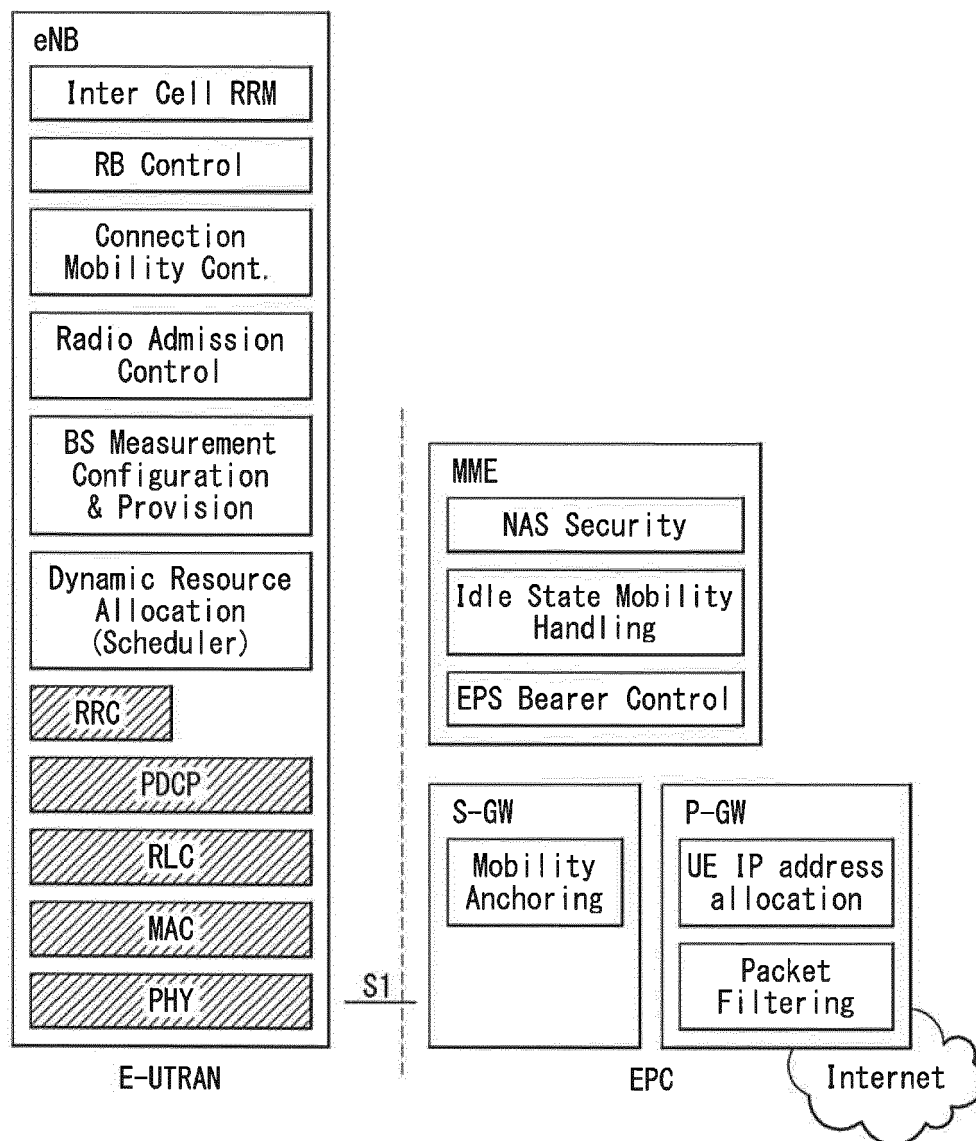 eNB
Inter Cell RRM
RB Control
Connection
Mobility Cont.
Radio Admission
Control
BS Measurement
Configuration
& Provision
Dynamic Resource
Allocation
(Scheduler)
RRC
PDCP
RLC
MAC
PHY
E-UTRAN
S1
MME
NAS Security
Idle State Mobility
Handling
EPS Bearer Control
S-GW
Mobility
Anchoring
P-GW
UE IP address
allocation
Packet
Filtering
EPC
Internet